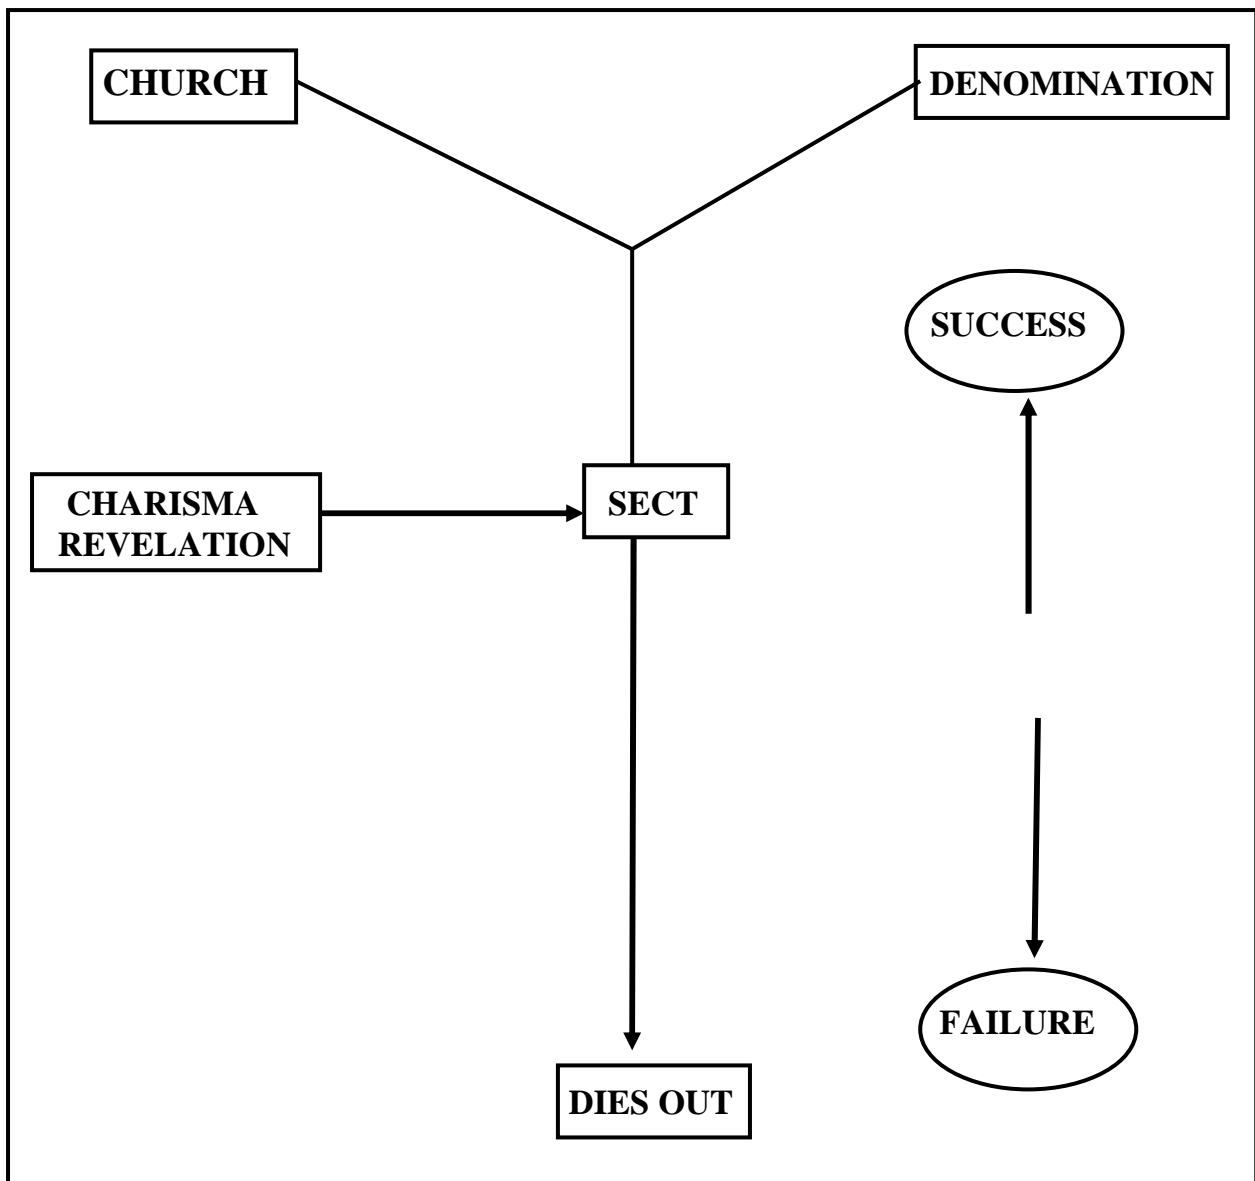 CHURCH
DENOMINATION
SUCCESS
CHARISMA
REVELATION
SECT
FAILURE
DIES OUT